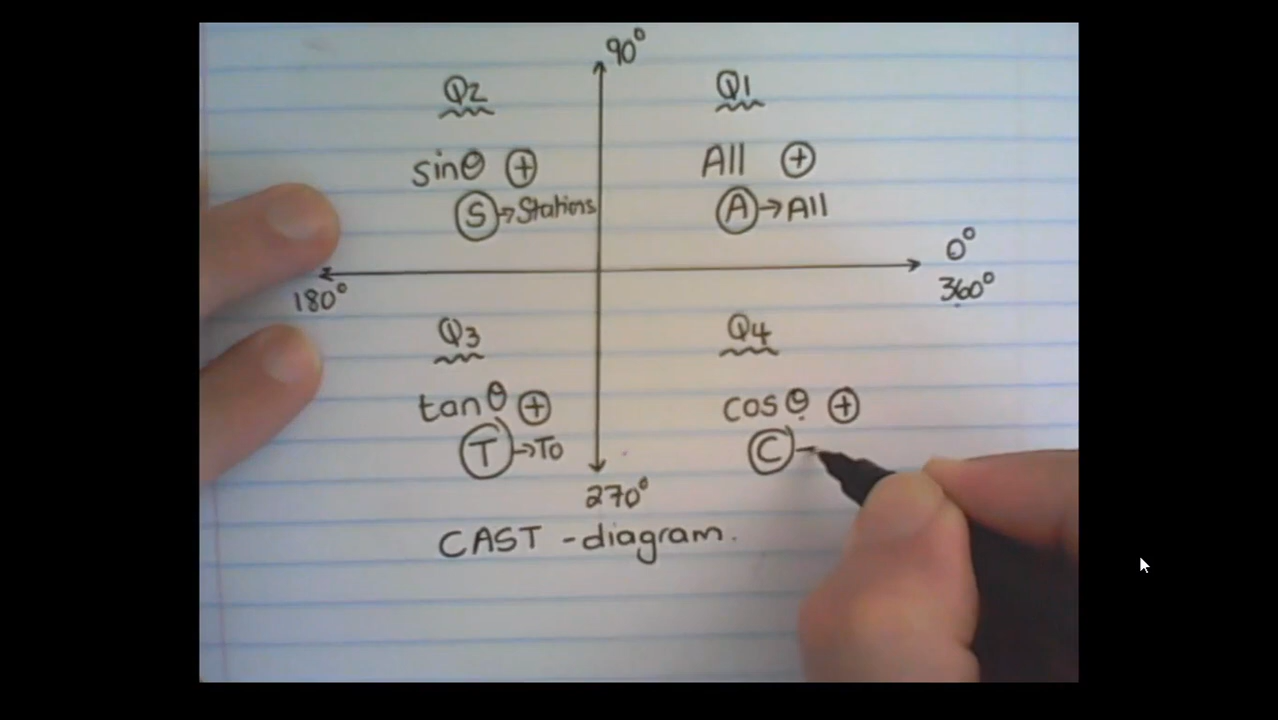 90°
Q2 Q1
sinθ ⊕ All ⊕
S → Stations A → All
0°
180° 360°
Q3 Q4
tanθ ⊕ cosθ ⊕
T → To C -
270°
CAST - diagram.